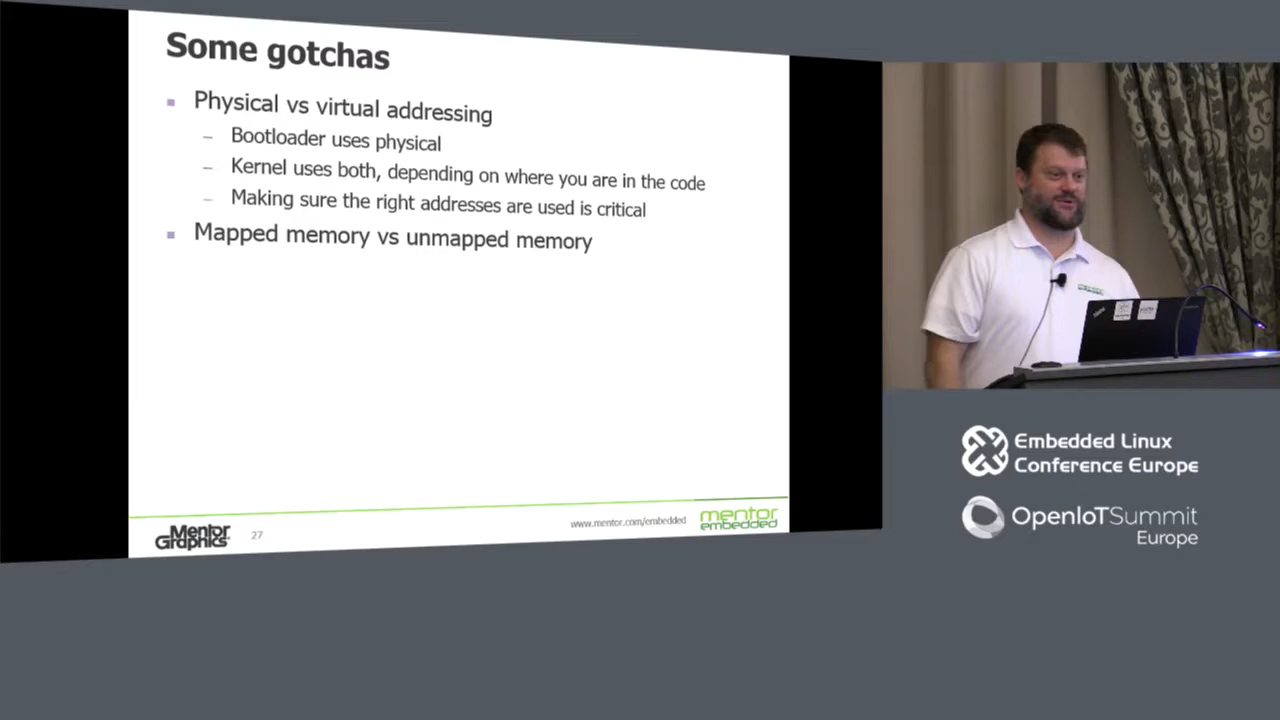 Some gotchas
Physical vs virtual addressing
Bootloader uses physical
Kernel uses both, depending on where you are in the code
Making sure the right addresses are used is critical
Mapped memory vs unmapped memory
Mentor
Graphics
27
www.mentor.com/embedded
mentor
embedded
Embedded Linux
Conference Europe
OpenIoTSummit
Europe